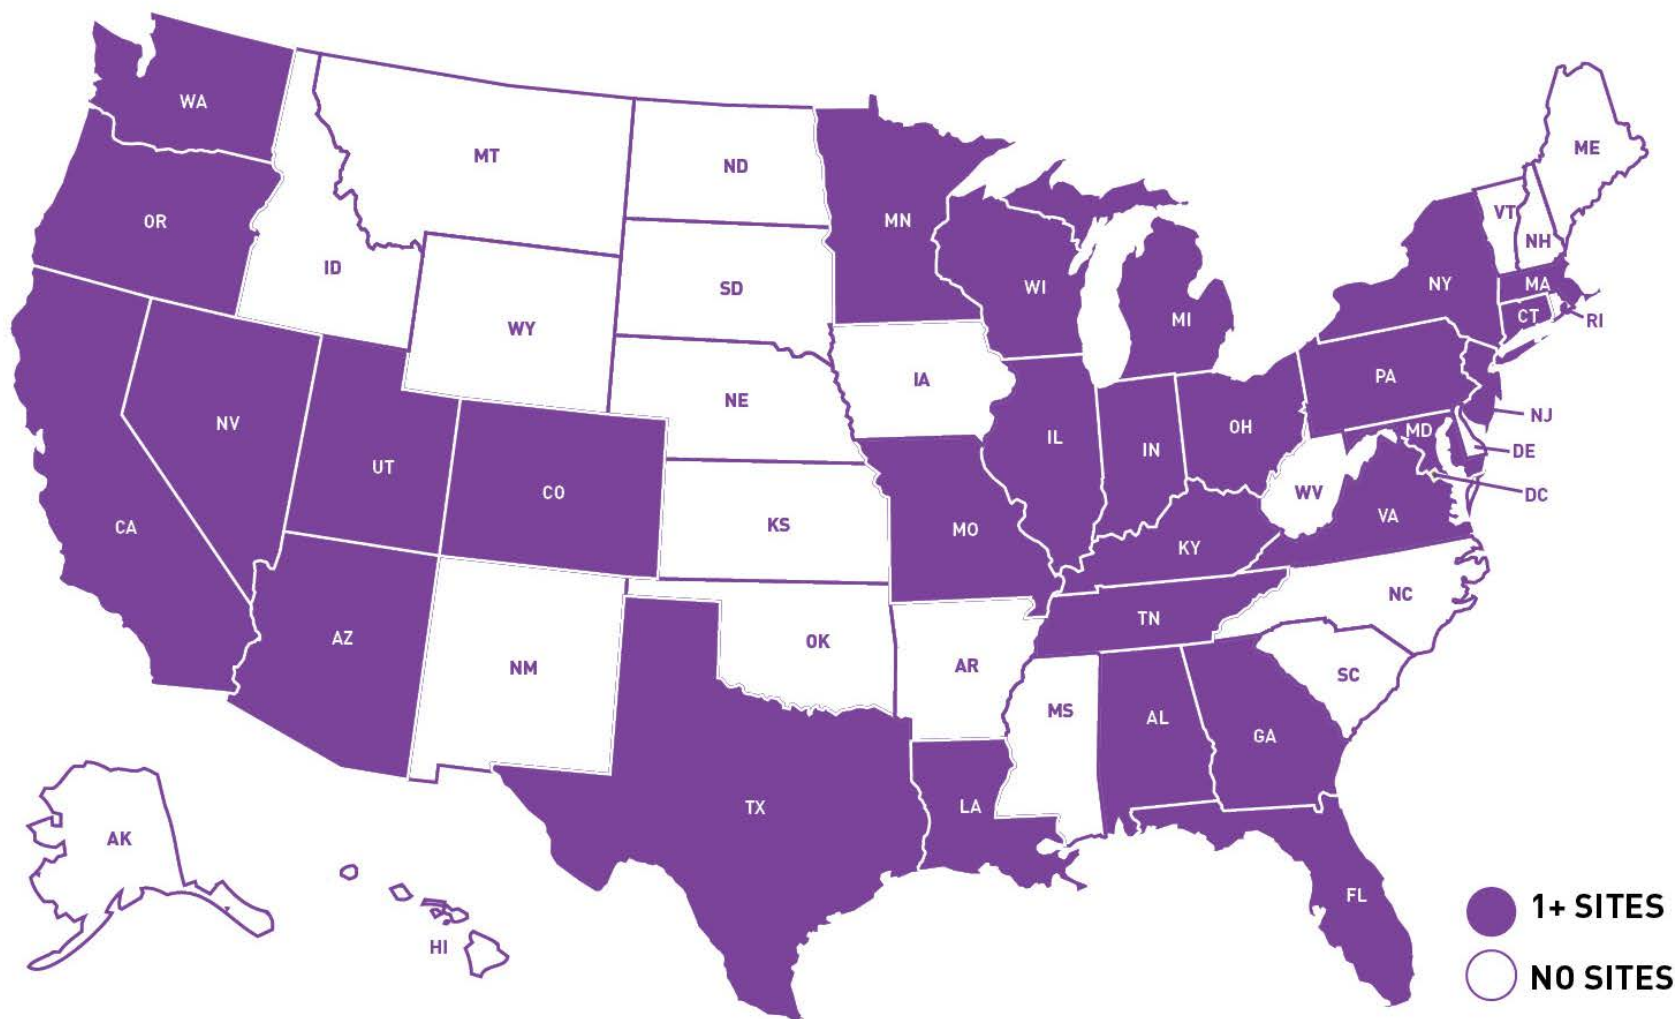 WA
MT
ND
ME
OR
MN
VT
NH
ID
SD
WI
NY
MA
WY
MI
CT
RI
IA
PA
NE
NJ
NV
OH
MD
IL
IN
DE
UT
CO
WV
DC
CA
KS
MO
VA
KY
NC
TN
AZ
OK
NM
AR
SC
MS
AL
GA
TX
LA
AK
FL
HI
1+ SITES
NO SITES